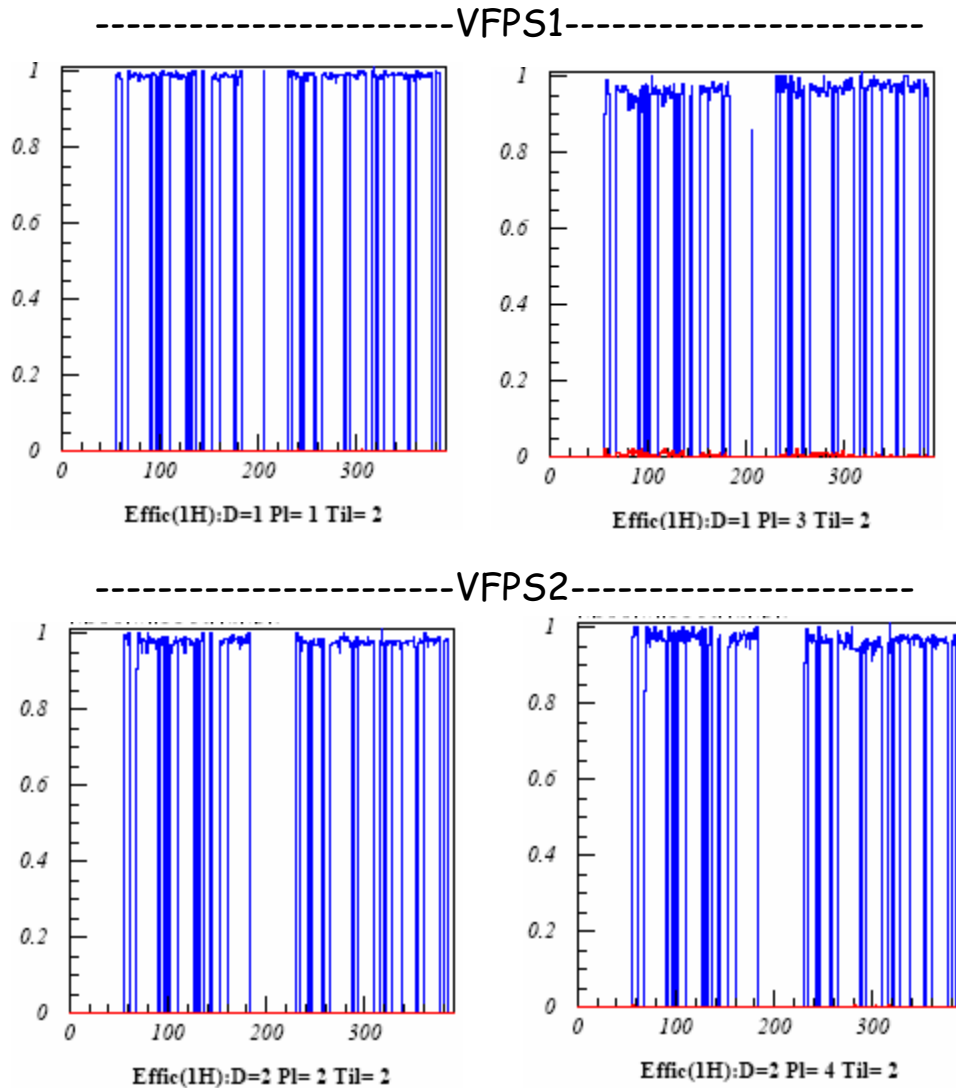 --------------------VFPS1--------------------
1 1
0.8 0.8
0.6 0.6
0.4 0.4
0.2 0.2
0 0
0 100 200 300 0 100 200 300
Effic(1H):D=1 Pl= 1 Til= 2 Effic(1H):D=1 Pl= 3 Til= 2
--------------------VFPS2--------------------
1 1
0.8 0.8
0.6 0.6
0.4 0.4
0.2 0.2
0 0
0 100 200 300 0 100 200 300
Effic(1H):D=2 Pl= 2 Til= 2 Effic(1H):D=2 Pl= 4 Til= 2